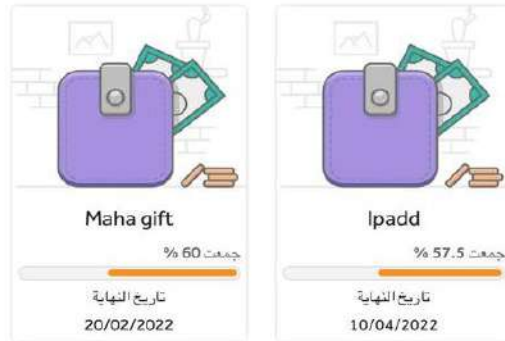 Maha gift
جمعت 60 %
تاريخ النهاية
20/02/2022
Ipadd
جمعت 57.5 %
تاريخ النهاية
10/04/2022